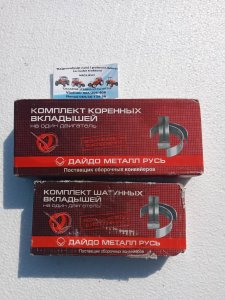 КОМПЛЕКТ КОРЕННЫХ
ВКЛАДЫШЕЙ
на один двигатель
ДАЙДО МЕТАЛЛ РУСЬ
Поставщик сборочных конвейеров
КОМПЛЕКТ ШАТУННЫХ
ВКЛАДЫШЕЙ
на один двигатель
ДАЙДО МЕТАЛЛ РУСЬ
Поставщик сборочных конвейеров